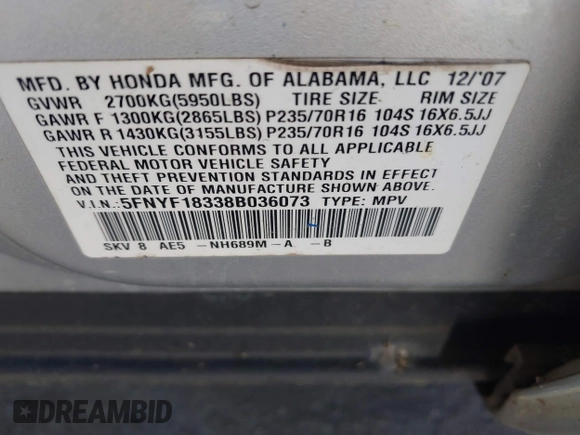 MFD. BY HONDA MFG. OF ALABAMA, LLC 12/'07
GVWR 2700KG(5950LBS) TIRE SIZE RIM SIZE
GAWR F 1300KG(2865LBS) P235/70R16 104S 16X6.5JJ
GAWR R 1430KG(3155LBS) P235/70R16 104S 16X6.5JJ
THIS VEHICLE CONFORMS TO ALL APPLICABLE
FEDERAL MOTOR VEHICLE SAFETY
AND THEFT PREVENTION STANDARDS IN EFFECT
ON THE DATE OF MANUFACTURE SHOWN ABOVE.
V.I.N.:5FNYF18338B036073 TYPE: MPV
SKV 8 AE5 -NH689M-A -B
DREAMBID